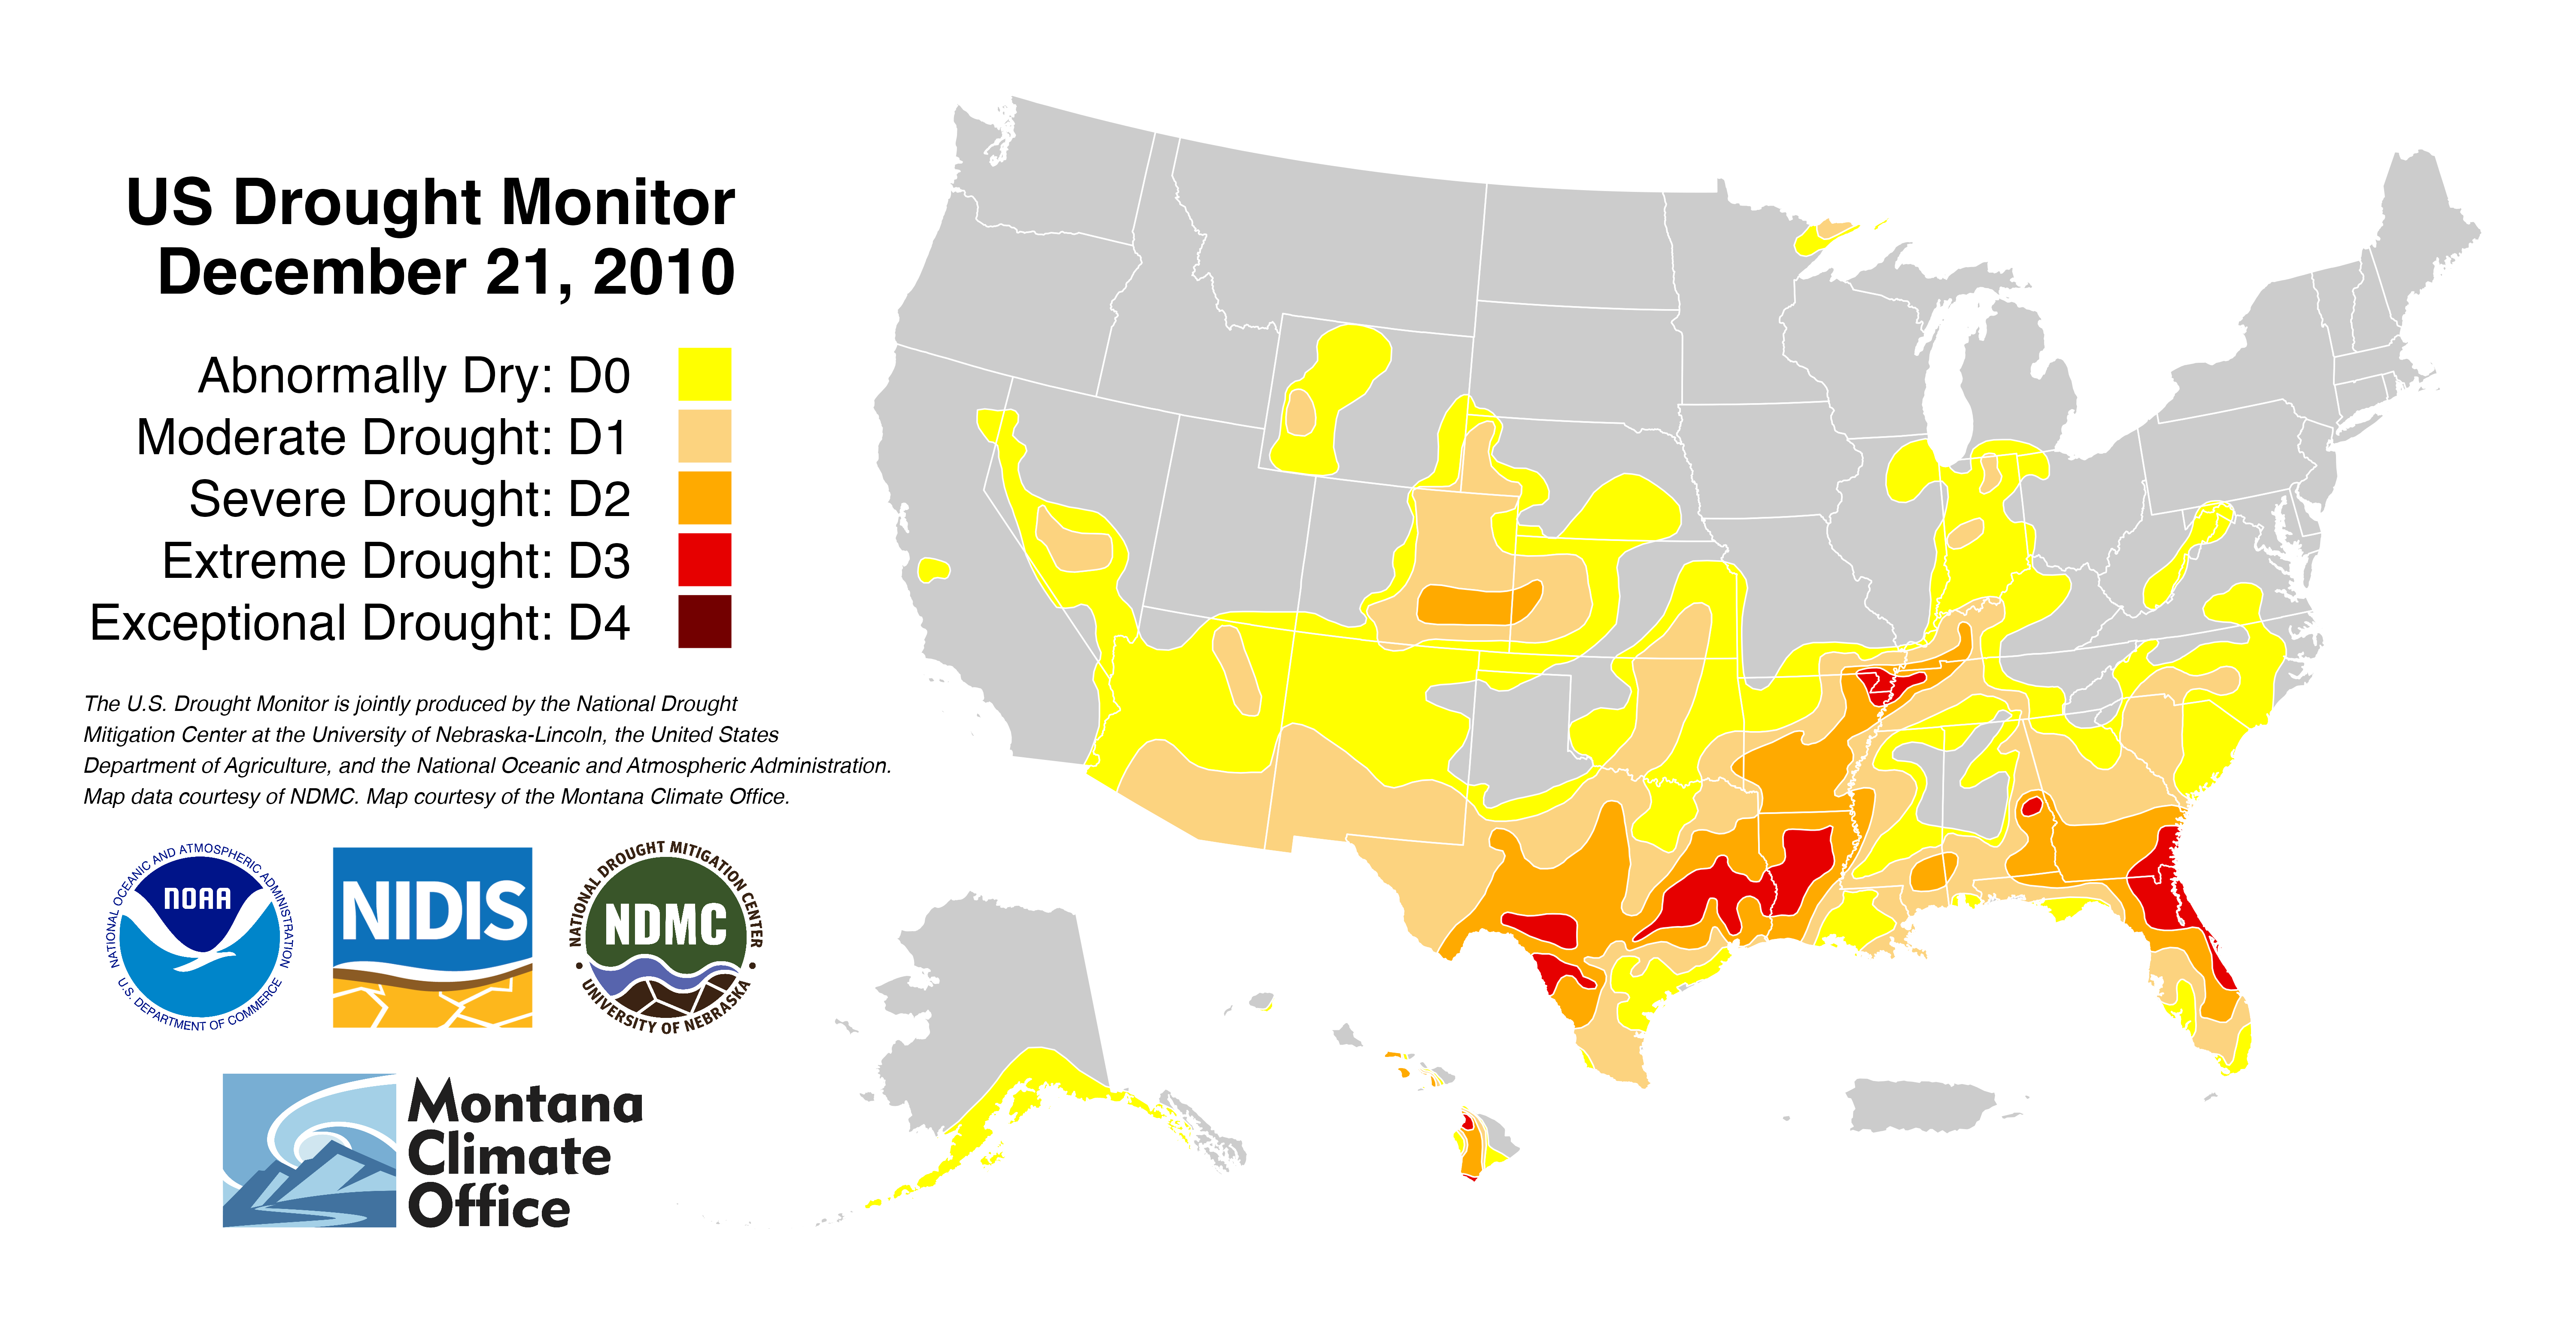 US Drought Monitor
December 21, 2010
Abnormally Dry: D0
Moderate Drought: D1
Severe Drought: D2
Extreme Drought: D3
Exceptional Drought: D4
The U.S. Drought Monitor is jointly produced by the National Drought
Mitigation Center at the University of Nebraska-Lincoln, the United States
Department of Agriculture, and the National Oceanic and Atmospheric Administration.
Map data courtesy of NDMC. Map courtesy of the Montana Climate Office.
NATIONAL OCEANIC AND ATMOSPHERIC ADMINISTRATION
NOAA
U.S. DEPARTMENT OF COMMERCE
NIDIS
NATIONAL DROUGHT MITIGATION CENTER
NDMC
UNIVERSITY OF NEBRASKA
Montana
Climate
Office